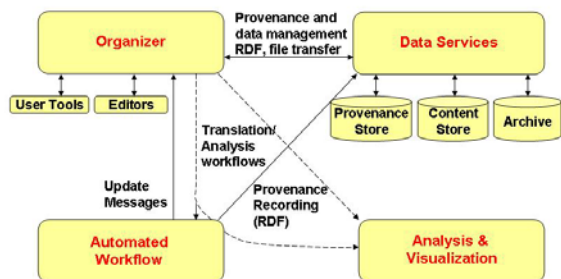 Provenance and
data management
RDF, file transfer
Organizer
Data Services
User Tools
Editors
Provenance
Store
Content
Store
Archive
Translation/
Analysis
workflows
Update
Messages
Provenance
Recording
(RDF)
Automated
Workflow
Analysis &
Visualization